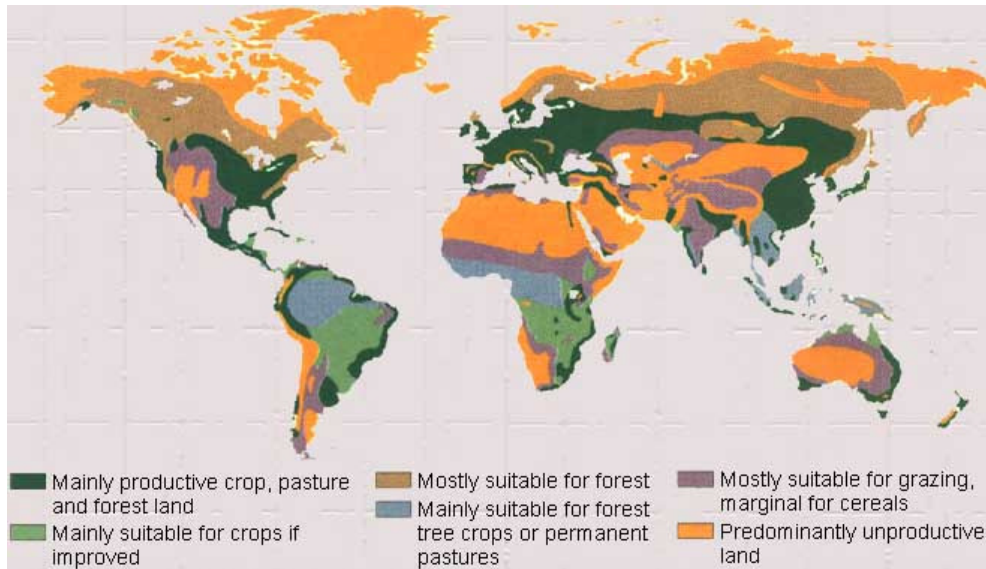 Mainly productive crop, pasture
and forest land
Mainly suitable for crops if
improved
Mostly suitable for forest
Mainly suitable for forest
tree crops or permanent
pastures
Mostly suitable for grazing,
marginal for cereals
Predominantly unproductive
land